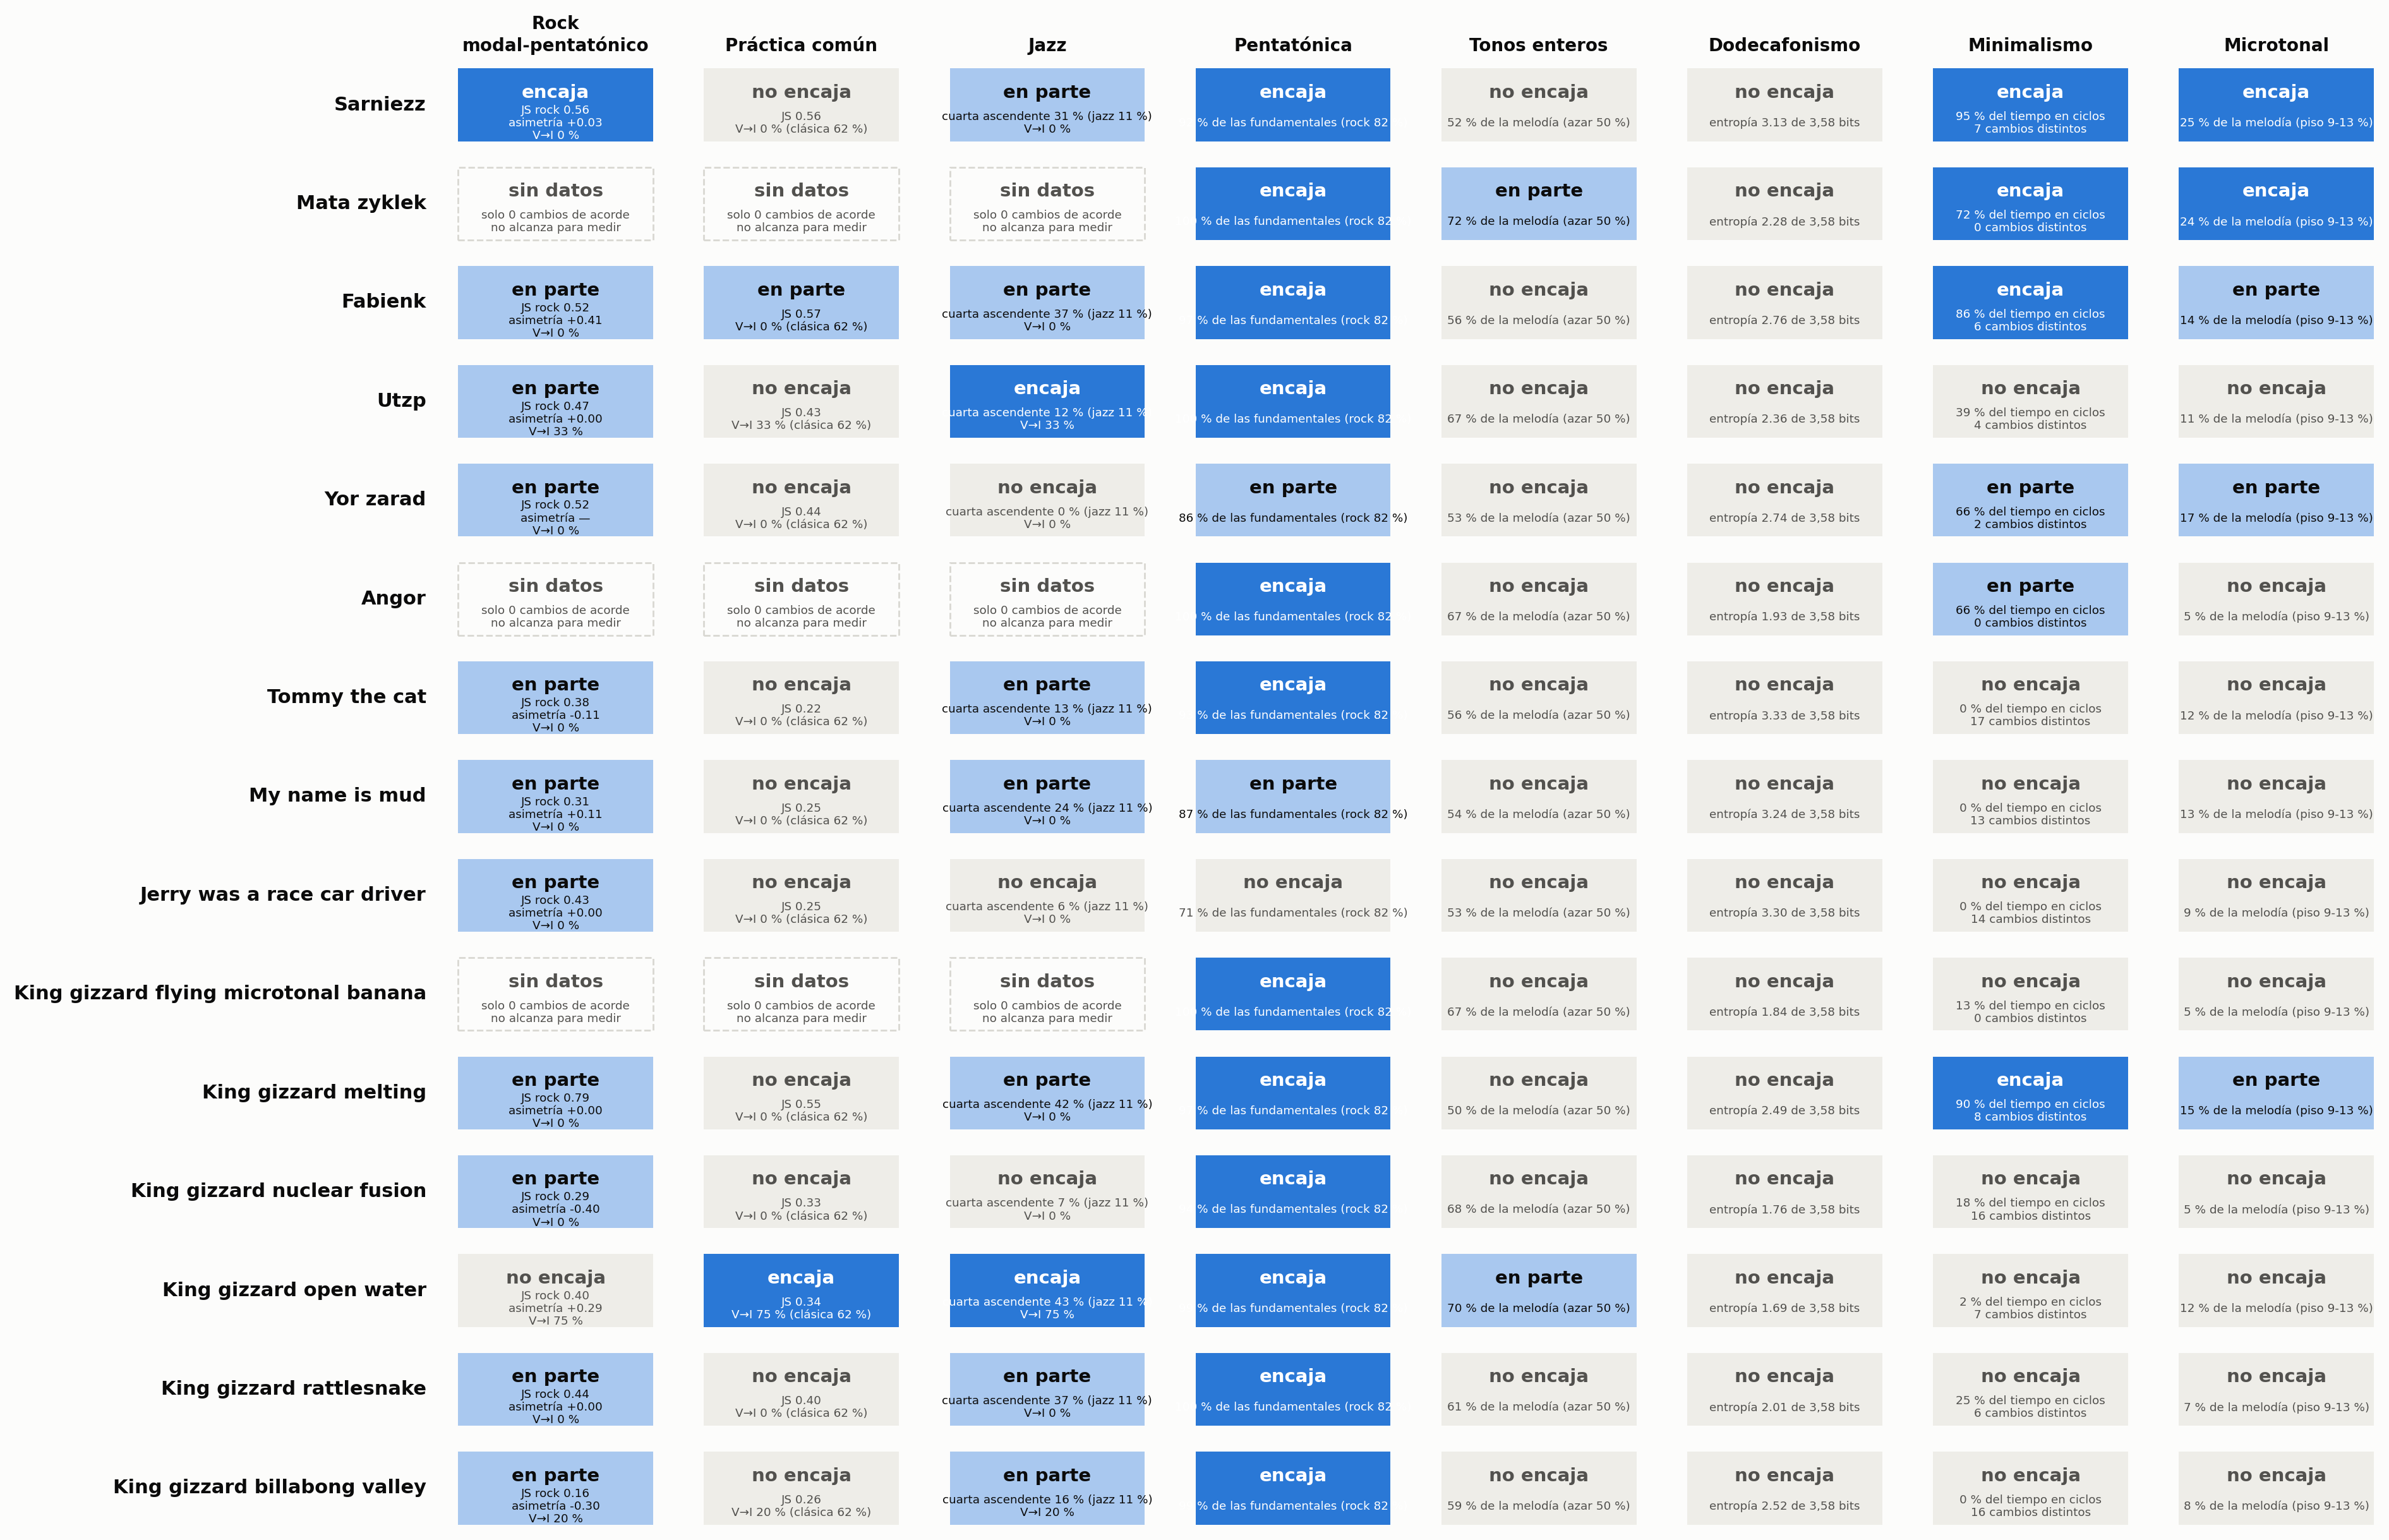 Rock
modal-pentatónico
Práctica común
Jazz
Pentatónica
Tonos enteros
Dodecafonismo
Minimalismo
Microtonal
Sarniezz
encaja
JS rock 0.56
asimetría +0.03
V→I 0 %
no encaja
JS 0.56
V→I 0 % (clásica 62 %)
en parte
cuarta ascendente 31 % (jazz 11 %)
V→I 0 %
encaja
% de las fundamentales (rock 82
no encaja
52 % de la melodía (azar 50 %)
no encaja
entropía 3.13 de 3,58 bits
encaja
95 % del tiempo en ciclos
7 cambios distintos
encaja
25 % de la melodía (piso 9-13 %)
Mata zyklek
sin datos
solo 0 cambios de acorde
no alcanza para medir
sin datos
solo 0 cambios de acorde
no alcanza para medir
sin datos
solo 0 cambios de acorde
no alcanza para medir
encaja
% de las fundamentales (rock 82
en parte
72 % de la melodía (azar 50 %)
no encaja
entropía 2.28 de 3,58 bits
encaja
72 % del tiempo en ciclos
0 cambios distintos
encaja
24 % de la melodía (piso 9-13 %)
Fabienk
en parte
JS rock 0.52
asimetría +0.41
V→I 0 %
en parte
JS 0.57
V→I 0 % (clásica 62 %)
en parte
cuarta ascendente 37 % (jazz 11 %)
V→I 0 %
encaja
% de las fundamentales (rock 82
no encaja
56 % de la melodía (azar 50 %)
no encaja
entropía 2.76 de 3,58 bits
encaja
86 % del tiempo en ciclos
6 cambios distintos
en parte
14 % de la melodía (piso 9-13 %)
Utzp
en parte
JS rock 0.47
asimetría +0.00
V→I 33 %
no encaja
JS 0.43
V→I 33 % (clásica 62 %)
encaja
uarta ascendente 12 % (jazz 11 %
V→I 33 %
encaja
% de las fundamentales (rock 82
no encaja
67 % de la melodía (azar 50 %)
no encaja
entropía 2.36 de 3,58 bits
no encaja
39 % del tiempo en ciclos
4 cambios distintos
no encaja
11 % de la melodía (piso 9-13 %)
Yor zarad
en parte
JS rock 0.52
asimetría —
V→I 0 %
no encaja
JS 0.44
V→I 0 % (clásica 62 %)
no encaja
cuarta ascendente 0 % (jazz 11 %)
V→I 0 %
en parte
86 % de las fundamentales (rock 82 %)
no encaja
53 % de la melodía (azar 50 %)
no encaja
entropía 2.74 de 3,58 bits
en parte
66 % del tiempo en ciclos
2 cambios distintos
en parte
17 % de la melodía (piso 9-13 %)
Angor
sin datos
solo 0 cambios de acorde
no alcanza para medir
sin datos
solo 0 cambios de acorde
no alcanza para medir
sin datos
solo 0 cambios de acorde
no alcanza para medir
encaja
% de las fundamentales (rock 82
no encaja
67 % de la melodía (azar 50 %)
no encaja
entropía 1.93 de 3,58 bits
en parte
66 % del tiempo en ciclos
0 cambios distintos
no encaja
5 % de la melodía (piso 9-13 %)
Tommy the cat
en parte
JS rock 0.38
asimetría -0.11
V→I 0 %
no encaja
JS 0.22
V→I 0 % (clásica 62 %)
en parte
cuarta ascendente 13 % (jazz 11 %)
V→I 0 %
encaja
% de las fundamentales (rock 82
no encaja
56 % de la melodía (azar 50 %)
no encaja
entropía 3.33 de 3,58 bits
no encaja
0 % del tiempo en ciclos
17 cambios distintos
no encaja
12 % de la melodía (piso 9-13 %)
My name is mud
en parte
JS rock 0.31
asimetría +0.11
V→I 0 %
no encaja
JS 0.25
V→I 0 % (clásica 62 %)
en parte
cuarta ascendente 24 % (jazz 11 %)
V→I 0 %
en parte
87 % de las fundamentales (rock 82 %)
no encaja
54 % de la melodía (azar 50 %)
no encaja
entropía 3.24 de 3,58 bits
no encaja
0 % del tiempo en ciclos
13 cambios distintos
no encaja
13 % de la melodía (piso 9-13 %)
Jerry was a race car driver
en parte
JS rock 0.43
asimetría +0.00
V→I 0 %
no encaja
JS 0.25
V→I 0 % (clásica 62 %)
no encaja
cuarta ascendente 6 % (jazz 11 %)
V→I 0 %
no encaja
71 % de las fundamentales (rock 82 %)
no encaja
53 % de la melodía (azar 50 %)
no encaja
entropía 3.30 de 3,58 bits
no encaja
0 % del tiempo en ciclos
14 cambios distintos
no encaja
9 % de la melodía (piso 9-13 %)
King gizzard flying microtonal banana
sin datos
solo 0 cambios de acorde
no alcanza para medir
sin datos
solo 0 cambios de acorde
no alcanza para medir
sin datos
solo 0 cambios de acorde
no alcanza para medir
encaja
% de las fundamentales (rock 82
no encaja
67 % de la melodía (azar 50 %)
no encaja
entropía 1.84 de 3,58 bits
no encaja
13 % del tiempo en ciclos
0 cambios distintos
no encaja
5 % de la melodía (piso 9-13 %)
King gizzard melting
en parte
JS rock 0.79
asimetría +0.00
V→I 0 %
no encaja
JS 0.55
V→I 0 % (clásica 62 %)
en parte
cuarta ascendente 42 % (jazz 11 %)
V→I 0 %
encaja
% de las fundamentales (rock 82
no encaja
50 % de la melodía (azar 50 %)
no encaja
entropía 2.49 de 3,58 bits
encaja
90 % del tiempo en ciclos
8 cambios distintos
en parte
15 % de la melodía (piso 9-13 %)
King gizzard nuclear fusion
en parte
JS rock 0.29
asimetría -0.40
V→I 0 %
no encaja
JS 0.33
V→I 0 % (clásica 62 %)
no encaja
cuarta ascendente 7 % (jazz 11 %)
V→I 0 %
encaja
% de las fundamentales (rock 82
no encaja
68 % de la melodía (azar 50 %)
no encaja
entropía 1.76 de 3,58 bits
no encaja
18 % del tiempo en ciclos
16 cambios distintos
no encaja
5 % de la melodía (piso 9-13 %)
King gizzard open water
no encaja
JS rock 0.40
asimetría +0.29
V→I 75 %
encaja
JS 0.34
V→I 75 % (clásica 62 %)
encaja
uarta ascendente 43 % (jazz 11 %
V→I 75 %
encaja
% de las fundamentales (rock 82
en parte
70 % de la melodía (azar 50 %)
no encaja
entropía 1.69 de 3,58 bits
no encaja
2 % del tiempo en ciclos
7 cambios distintos
no encaja
12 % de la melodía (piso 9-13 %)
King gizzard rattlesnake
en parte
JS rock 0.44
asimetría +0.00
V→I 0 %
no encaja
JS 0.40
V→I 0 % (clásica 62 %)
en parte
cuarta ascendente 37 % (jazz 11 %)
V→I 0 %
encaja
% de las fundamentales (rock 82
no encaja
61 % de la melodía (azar 50 %)
no encaja
entropía 2.01 de 3,58 bits
no encaja
25 % del tiempo en ciclos
6 cambios distintos
no encaja
7 % de la melodía (piso 9-13 %)
King gizzard billabong valley
en parte
JS rock 0.16
asimetría -0.30
V→I 20 %
no encaja
JS 0.26
V→I 20 % (clásica 62 %)
en parte
cuarta ascendente 16 % (jazz 11 %)
V→I 20 %
encaja
% de las fundamentales (rock 82
no encaja
59 % de la melodía (azar 50 %)
no encaja
entropía 2.52 de 3,58 bits
no encaja
0 % del tiempo en ciclos
16 cambios distintos
no encaja
8 % de la melodía (piso 9-13 %)